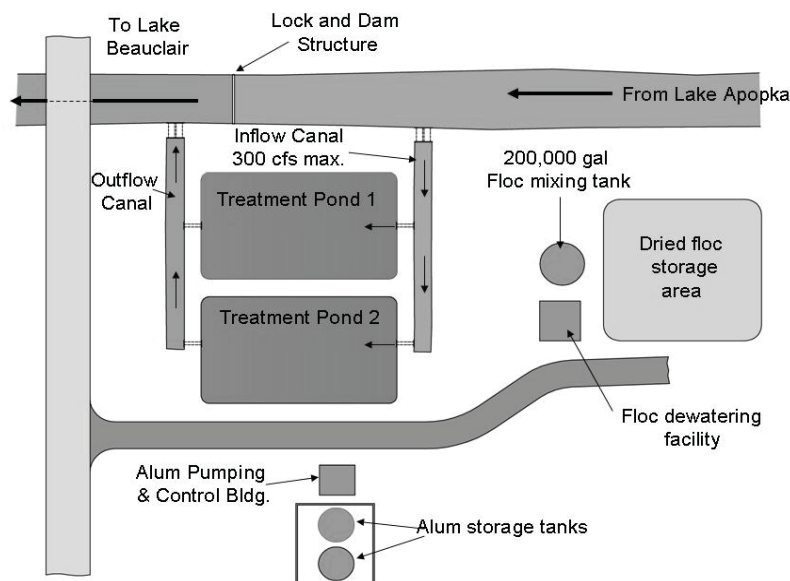 To Lake
Beauclair
Lock and Dam
Structure
From Lake Apopka
Inflow Canal
300 cfs max.
200,000 gal
Floc mixing tank
Outflow
Canal
Treatment Pond 1
Dried floc
storage
area
Treatment Pond 2
Floc dewatering
facility
Alum Pumping
& Control Bldg.
Alum storage tanks